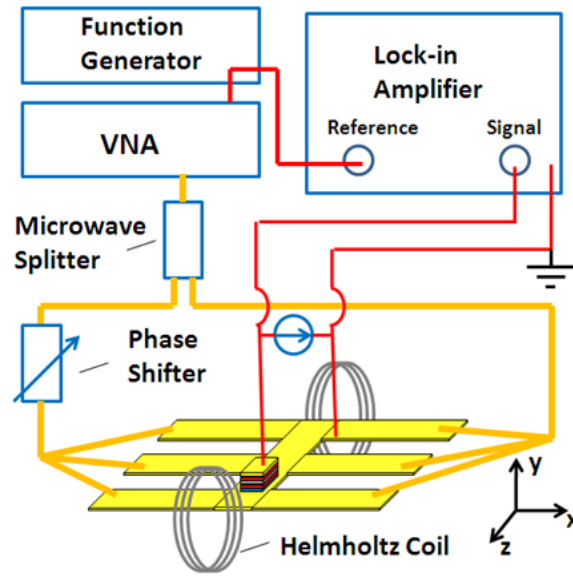 Function
Generator
Lock-in
Amplifier
Reference
Signal
VNA
Microwave
Splitter
Phase
Shifter
Helmholtz Coil
y
x
z